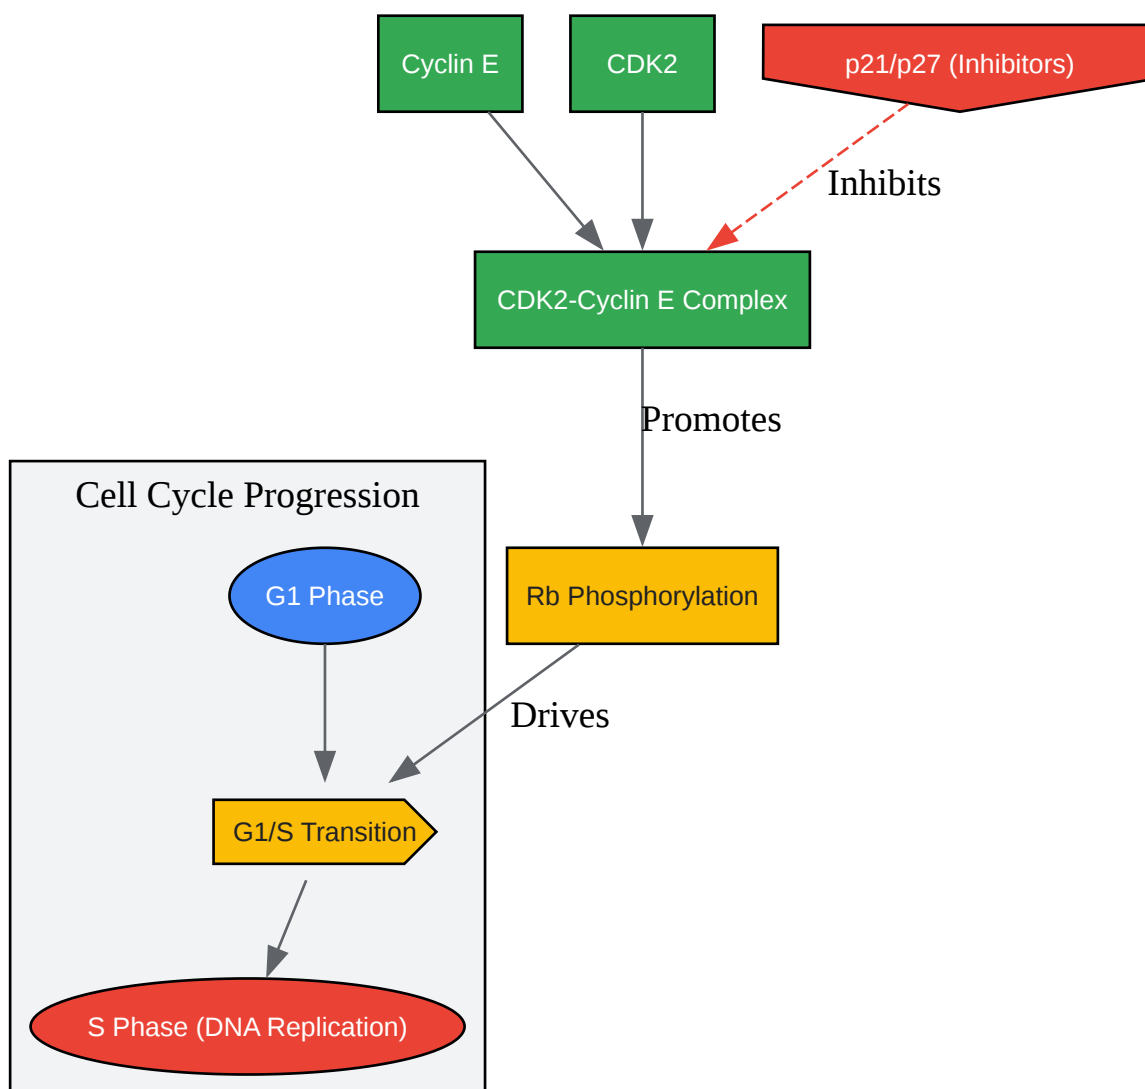 Cyclin E
CDK2
p21/p27 (Inhibitors)
Inhibits
CDK2-Cyclin E Complex
Promotes
Cell Cycle Progression
G1 Phase
Rb Phosphorylation
Drives
G1/S Transition
S Phase (DNA Replication)